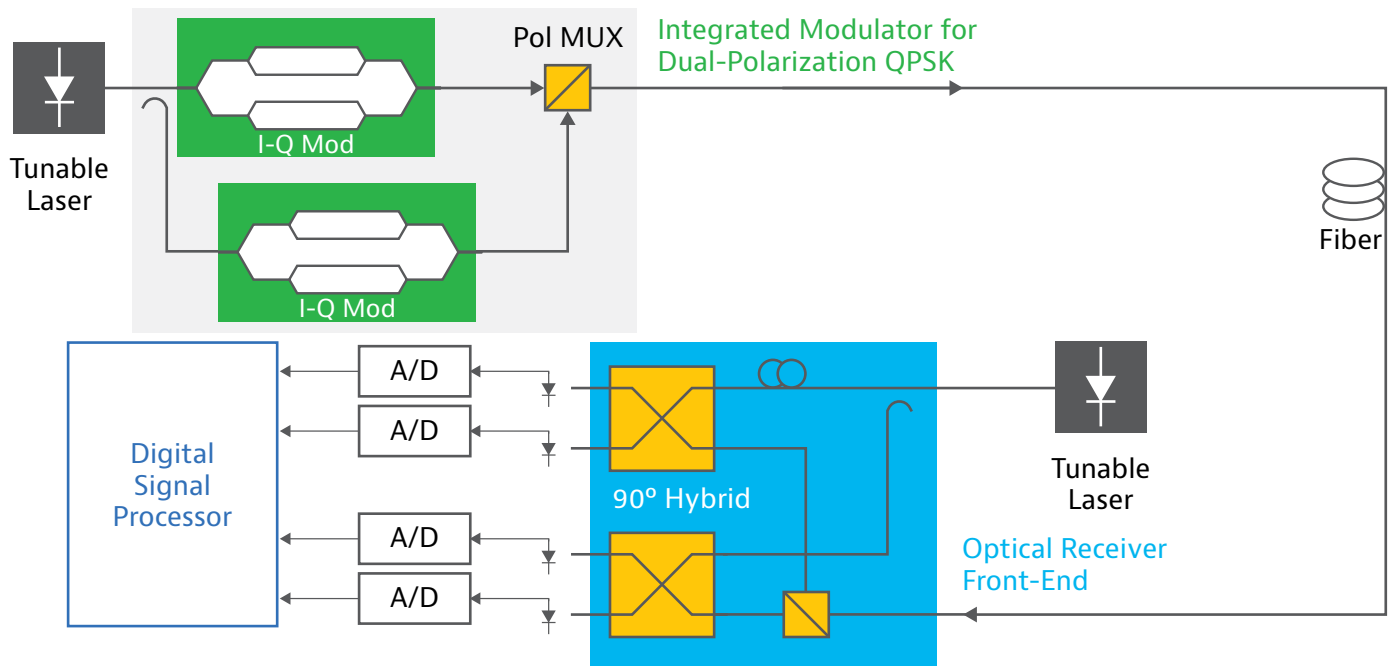 Pol MUX
Integrated Modulator for
Dual-Polarization QPSK
I-Q Mod
Tunable
Laser
I-Q Mod
Fiber
A/D
A/D
Digital
Signal
Processor
90º Hybrid
Tunable
Laser
A/D
A/D
Optical Receiver
Front-End